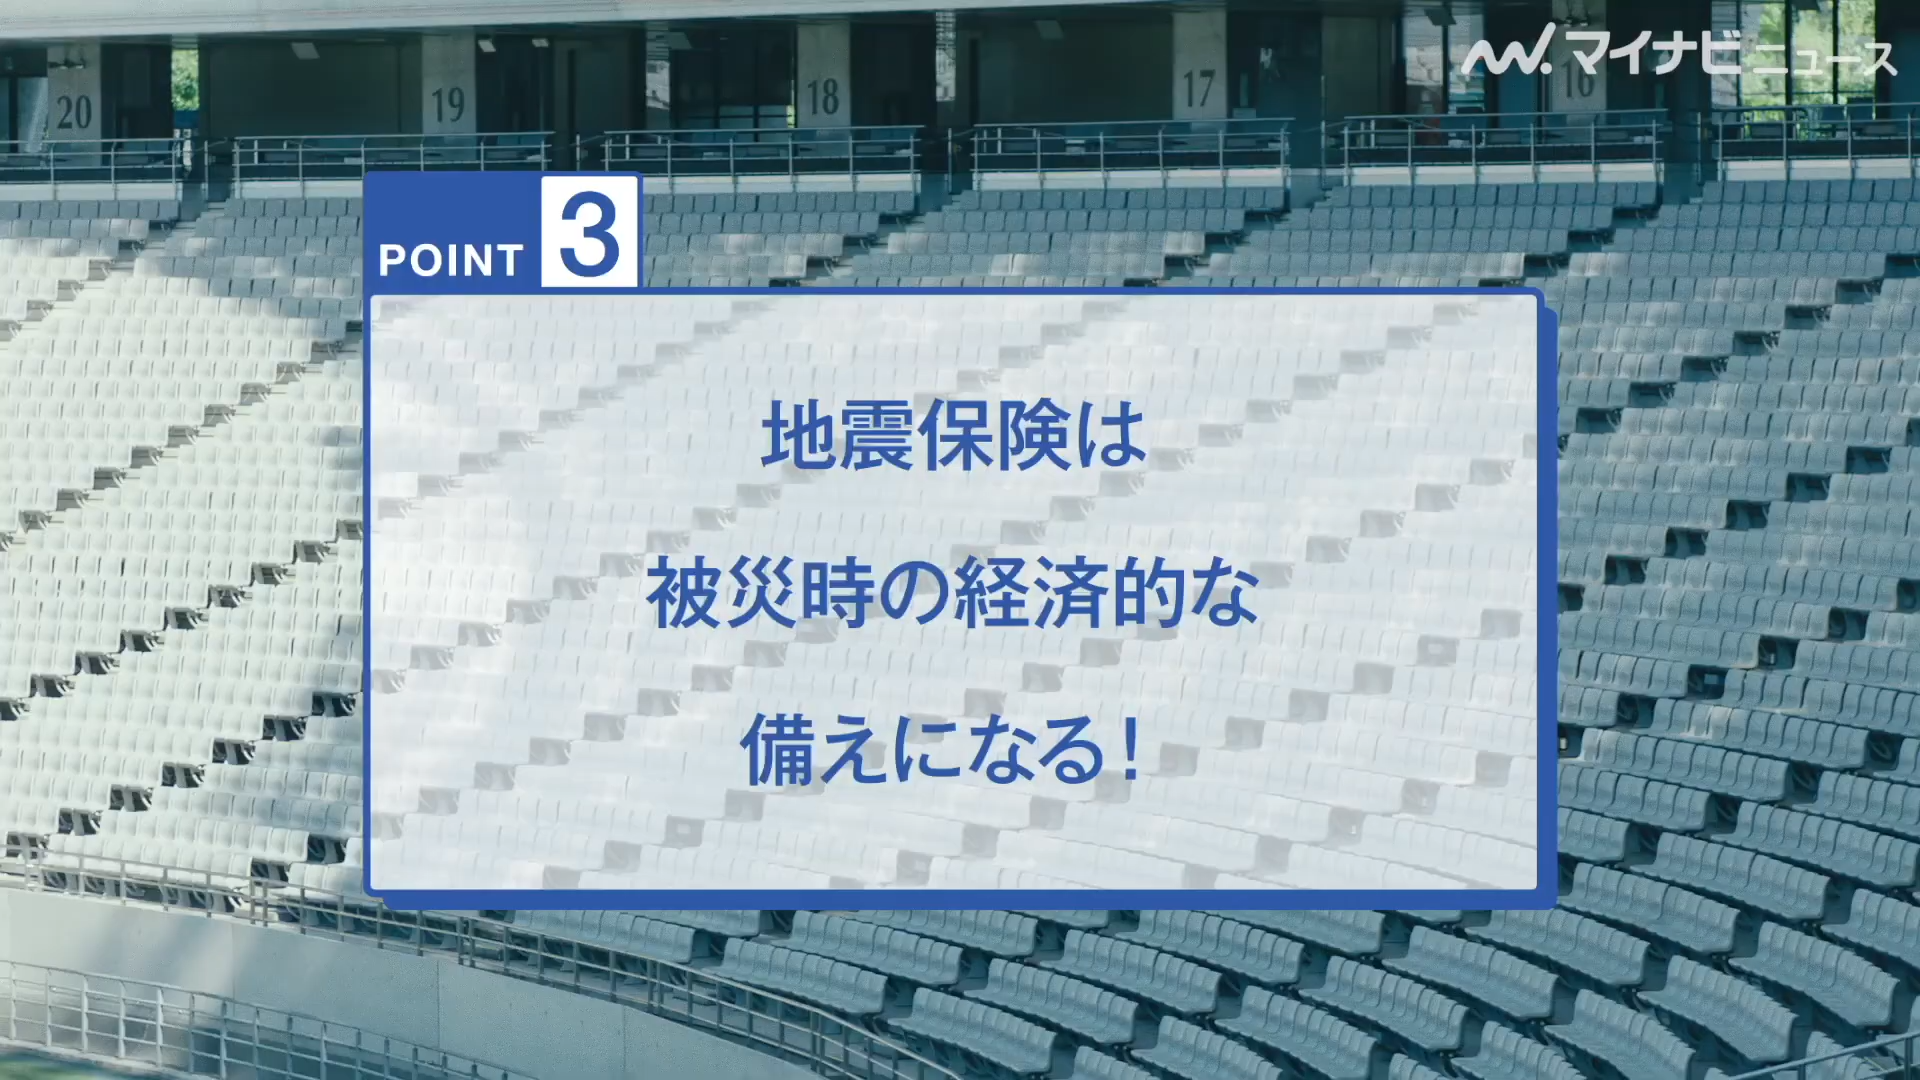 マイナビニュース
20
19
18
17
16
POINT 3
地震保険は
被災時の経済的な
備えになる！